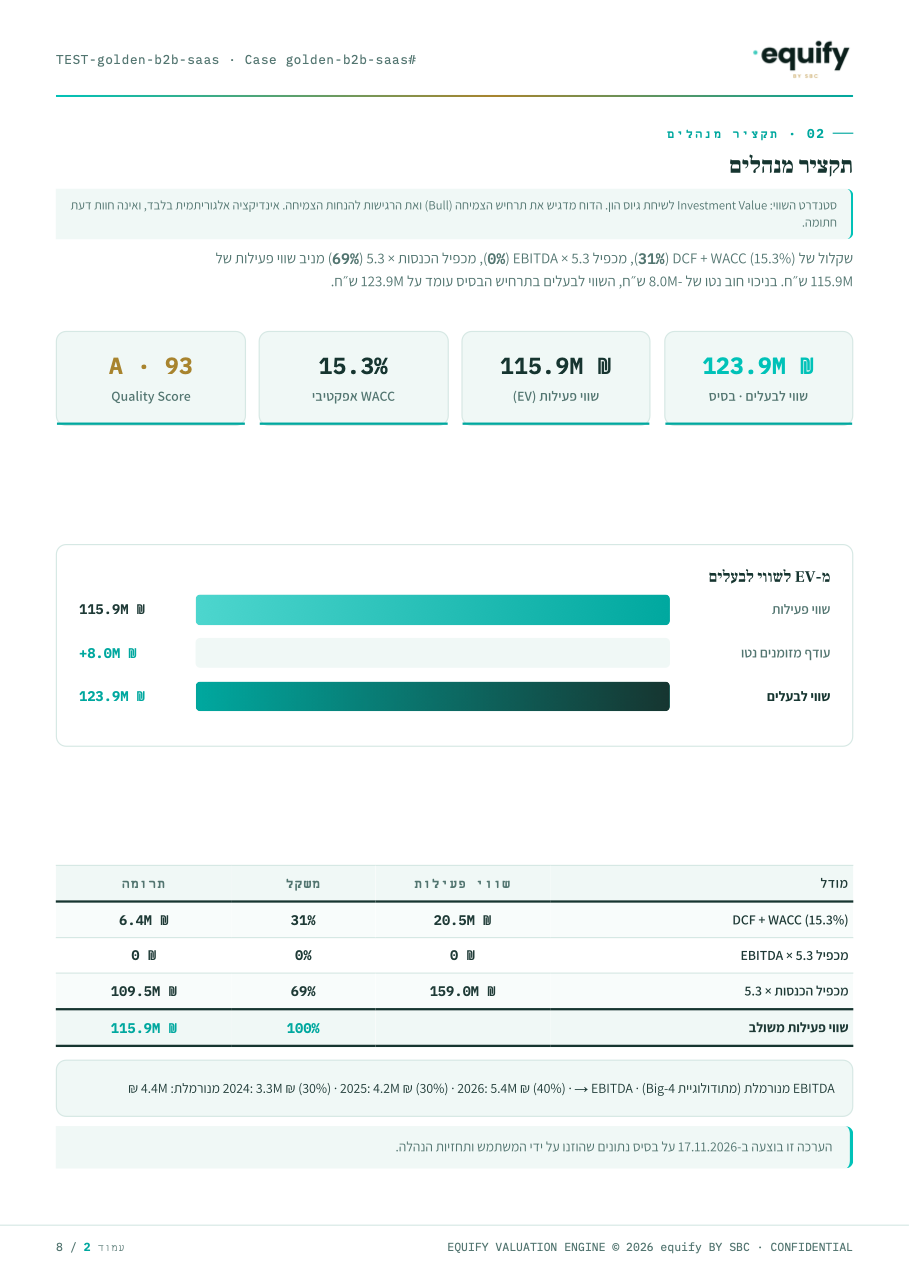 TEST-golden-b2b-saas · Case golden-b2b-saas#
equify
BY SBC
02 · תקציר מנהלים
תקציר מנהלים
סטנדרט השווי: Investment Value לשיחת גיוס הון. הדוח מדגיש את תרחיש הצמיחה (Bull) ואת הרגישות להנחות הצמיחה. אינדיקציה אלגוריתמית בלבד, ואינה חוות דעת
חתומה.
שקלול של DCF + WACC (15.3%) (31%), מכפיל EBITDA × 5.3 (0%), מכפיל הכנסות × 5.3 (69%) מניב שווי פעילות של
115.9M ש״ח. בניכוי חוב נטו של -8.0M ש״ח, השווי לבעלים בתרחיש הבסיס עומד על 123.9M ש״ח.
123.9M ₪
שווי לבעלים · בסיס
115.9M ₪
שווי פעילות (EV)
15.3%
WACC אפקטיבי
A · 93
Quality Score
מ-EV לשווי לבעלים
שווי פעילות 115.9M ₪
עודף מזומנים נטו +8.0M ₪
שווי לבעלים 123.9M ₪
מודל שווי פעילות משקל תרומה
DCF + WACC (15.3%) 20.5M ₪ 31% 6.4M ₪
מכפיל EBITDA × 5.3 0 ₪ 0% 0 ₪
מכפיל הכנסות × 5.3 159.0M ₪ 69% 109.5M ₪
שווי פעילות משולב 100% 115.9M ₪
EBITDA מנורמלת (מתודולוגיית Big-4) · 2024: 3.3M ₪ (30%) · 2025: 4.2M ₪ (30%) · 2026: 5.4M ₪ (40%) · → EBITDA מנורמלת: 4.4M ₪
הערכה זו בוצעה ב-17.11.2026 על בסיס נתונים שהוזנו על ידי המשתמש ותחזיות הנהלה.
EQUIFY VALUATION ENGINE © 2026 equify BY SBC · CONFIDENTIAL
עמוד 2 / 8